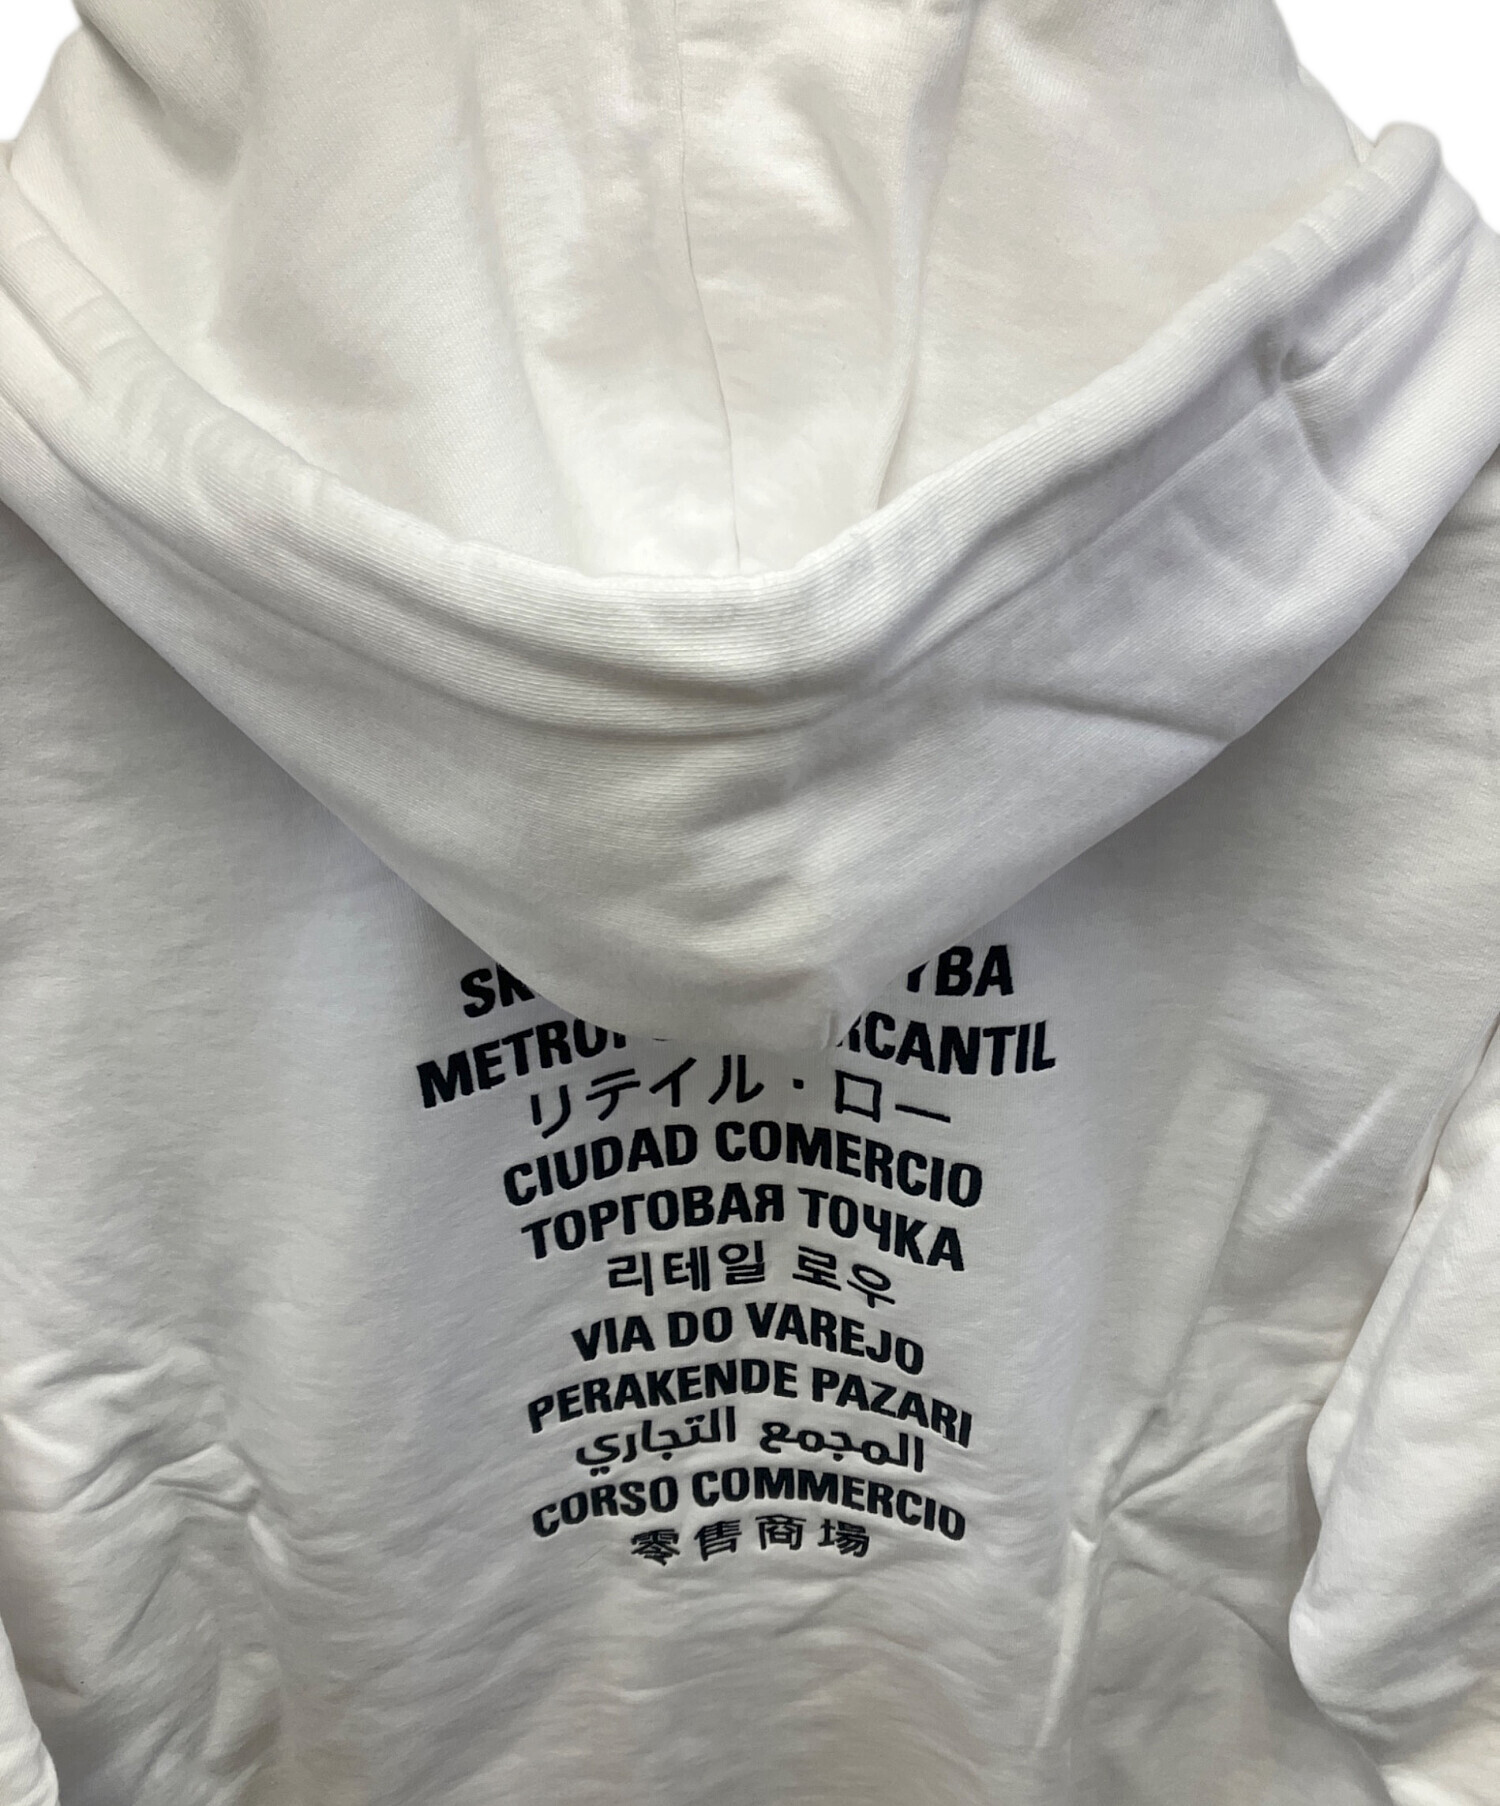 METRO
CANTIL
リテイル・ロー
CIUDAD COMERCIO
ТОРГОВАЯ ТОЧКА
리테일 로우
VIA DO VAREJO
PERAKENDE PAZARI
المجمع التجاري
CORSO COMMERCIO
零售商場